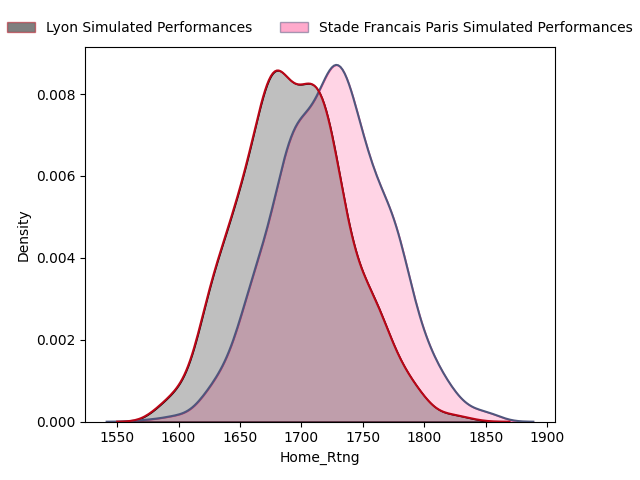 Lyon Simulated Performances
Stade Francais Paris Simulated Performances
0.008
0.006
0.004
0.002
0.000
Density
1550 1600 1650 1700 1750 1800 1850 1900
Home_Rtng